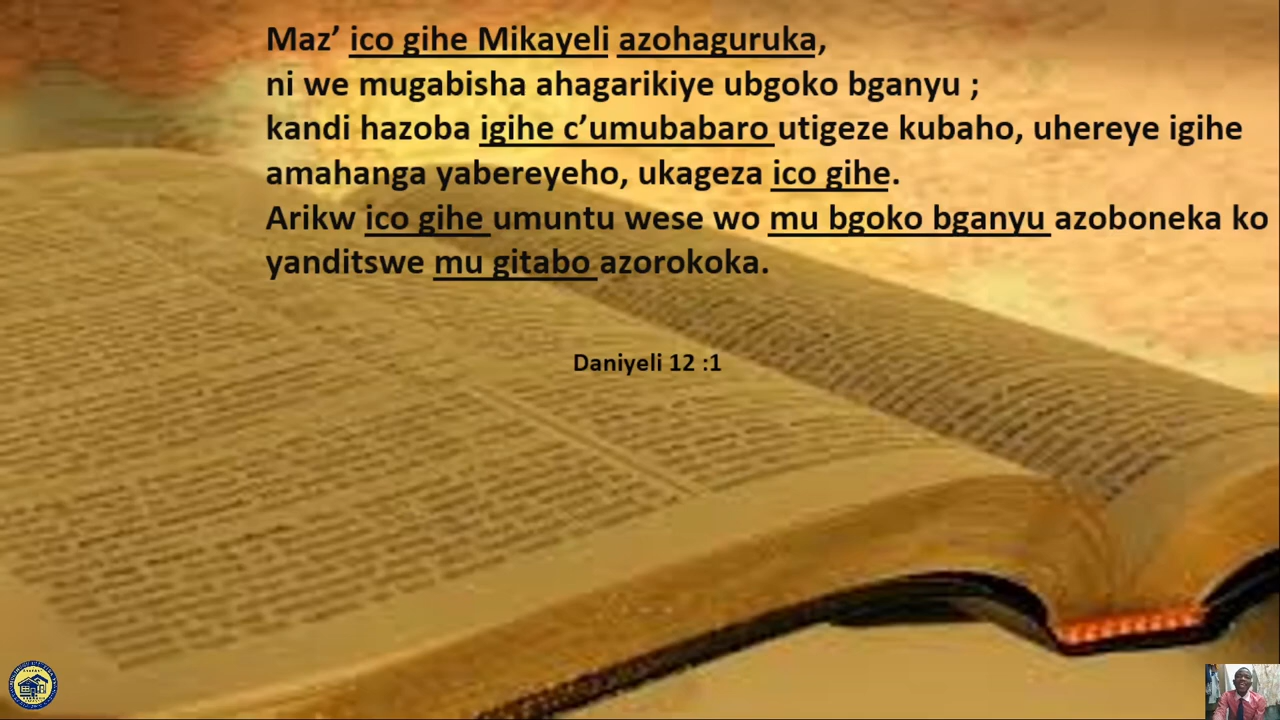 Maz’ ico gihe Mikayeli azohaguruka,
ni we mugabisha ahagarikiye ubgoko bganyu ;
kandi hazoba igihe c’umubabaro utigeze kubaho, uhereye igihe
amahanga yabereyeho, ukageza ico gihe.
Arikw ico gihe umuntu wese wo mu bgoko bganyu azoboneka ko
yanditswe mu gitabo azorokoka.
Daniyeli 12 :1